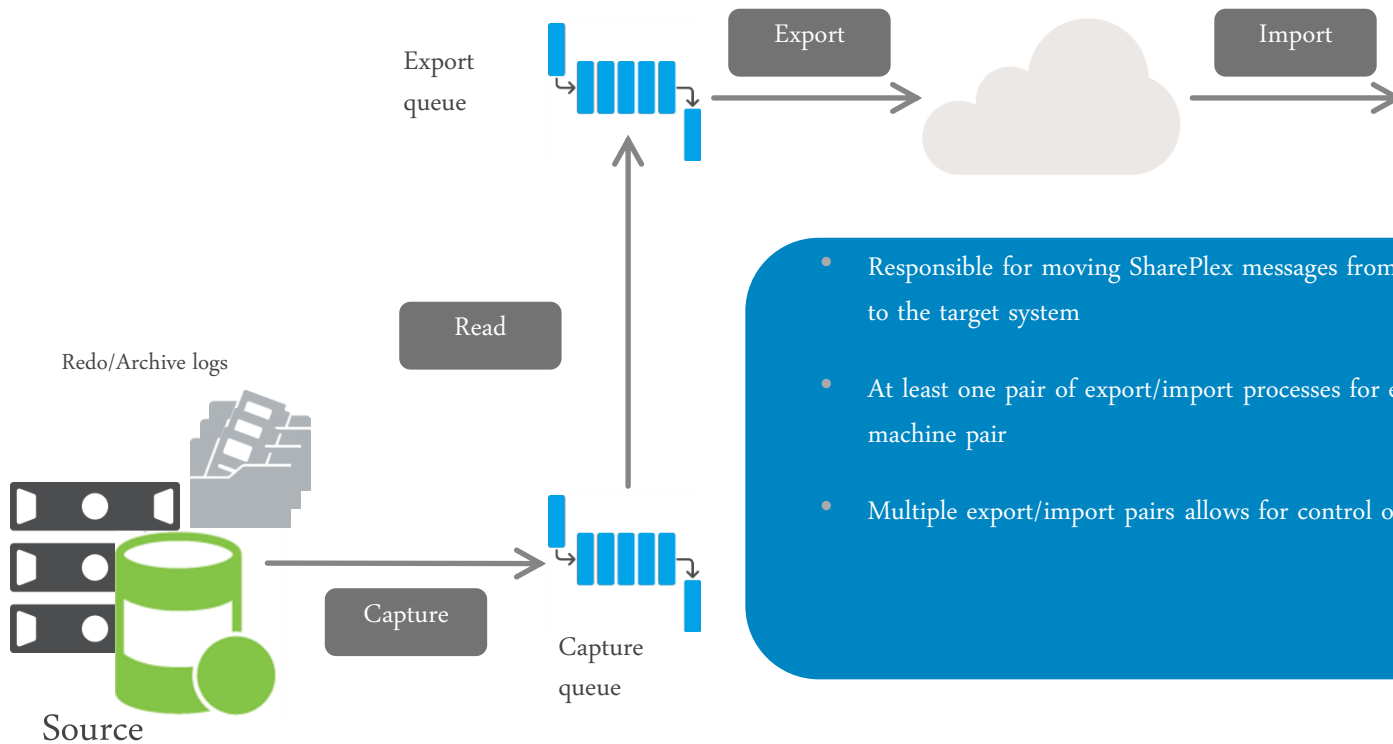 Export
Import
Export
queue
Read
Redo/Archive logs
Capture
Capture
queue
Source
Responsible for moving SharePlex messages from
to the target system
At least one pair of export/import processes for
machine pair
Multiple export/import pairs allows for control